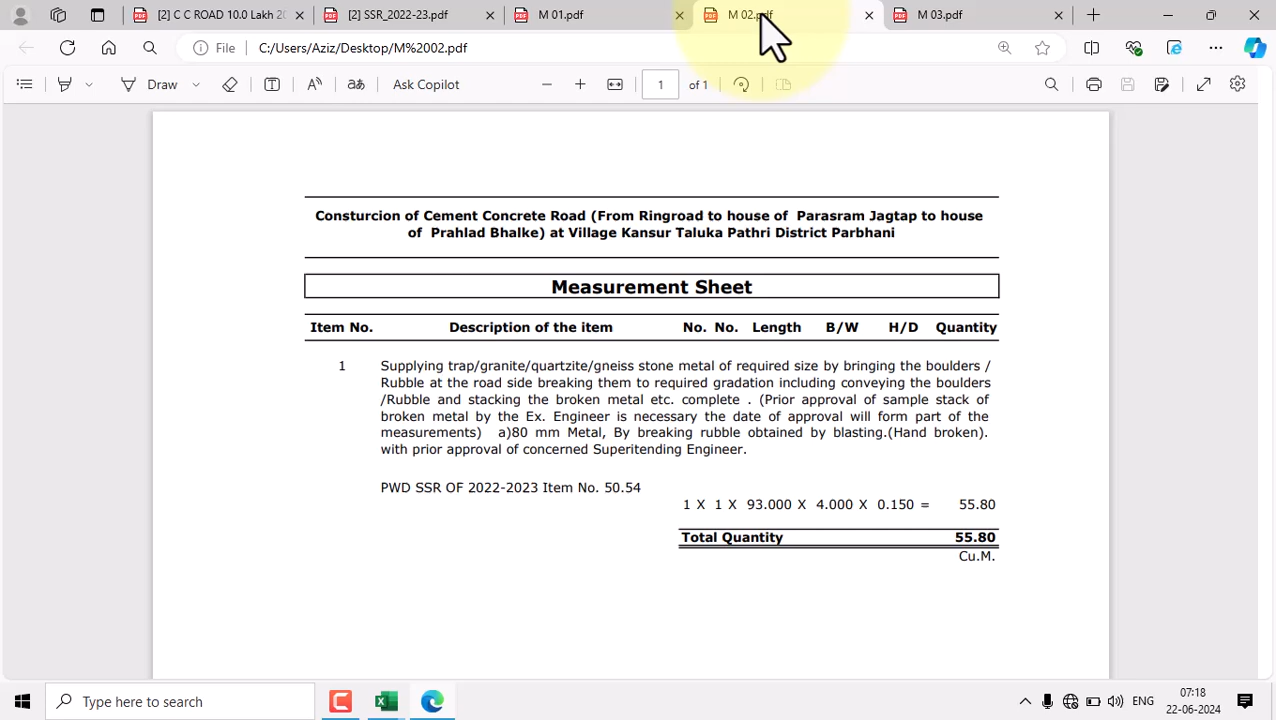 [2] C C ROAD 10.0 Lakh 20
[2] SSR_2022-23.pdf
M 01.pdf
M 02.pdf
M 03.pdf
File
C:/Users/Aziz/Desktop/M%2002.pdf
Draw
Ask Copilot
1 of 1
Consturcion of Cement Concrete Road (From Ringroad to house of Parasram Jagtap to house
of Prahlad Bhalke) at Village Kansur Taluka Pathri District Parbhani
Measurement Sheet
Item No. Description of the item No. No. Length B/W H/D Quantity
1 Supplying trap/granite/quartzite/gneiss stone metal of required size by bringing the boulders /
Rubble at the road side breaking them to required gradation including conveying the boulders
/Rubble and stacking the broken metal etc. complete . (Prior approval of sample stack of
broken metal by the Ex. Engineer is necessary the date of approval will form part of the
measurements) a)80 mm Metal, By breaking rubble obtained by blasting.(Hand broken).
with prior approval of concerned Superitending Engineer.
PWD SSR OF 2022-2023 Item No. 50.54
1 X 1 X 93.000 X 4.000 X 0.150 = 55.80
Total Quantity 55.80
Cu.M.
Type here to search
ENG
07:18
22-06-2024